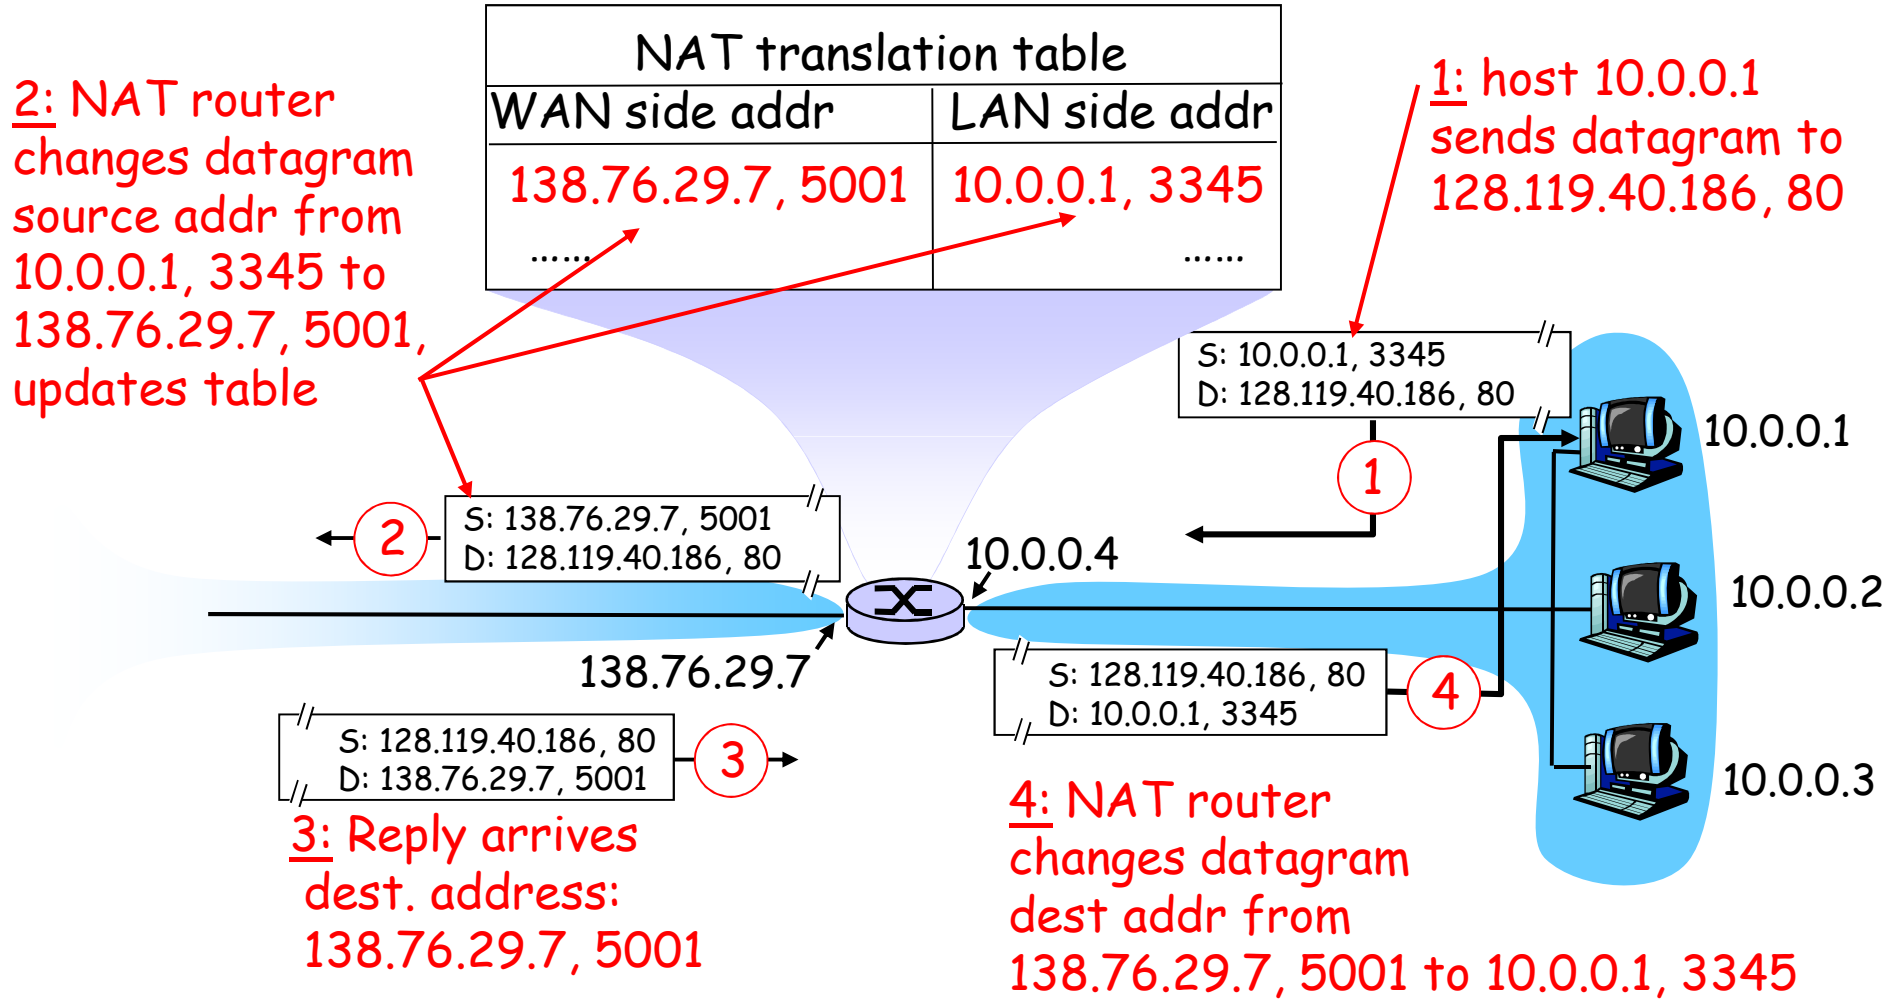 NAT translation table
WAN side addr
LAN side addr
138.76.29.7, 5001
10.0.0.1, 3345
......
......
2: NAT router
changes datagram
source addr from
10.0.0.1, 3345 to
138.76.29.7, 5001,
updates table
1: host 10.0.0.1
sends datagram to
128.119.40.186, 80
S: 10.0.0.1, 3345
D: 128.119.40.186, 80
1
10.0.0.1
2
S: 138.76.29.7, 5001
D: 128.119.40.186, 80
10.0.0.4
10.0.0.2
138.76.29.7
S: 128.119.40.186, 80
D: 10.0.0.1, 3345
4
S: 128.119.40.186, 80
D: 138.76.29.7, 5001
3
10.0.0.3
3: Reply arrives
dest. address:
138.76.29.7, 5001
4: NAT router
changes datagram
dest addr from
138.76.29.7, 5001 to 10.0.0.1, 3345